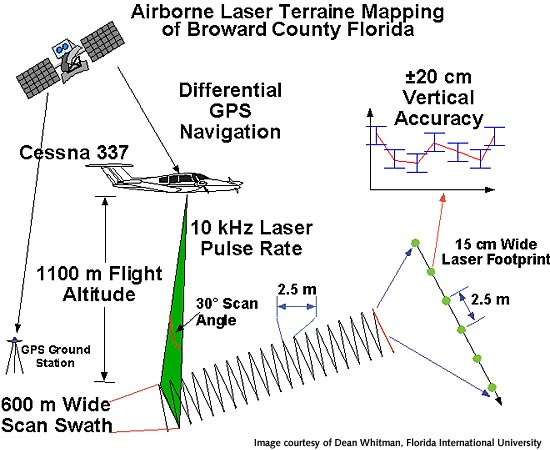 Airborne Laser Terraine Mapping
of Broward County Florida
Differential
GPS
Navigation
±20 cm
Vertical
Accuracy
Cessna 337
10 kHz Laser
Pulse Rate
15 cm Wide
Laser Footprint
1100 m Flight
Altitude
30° Scan
Angle
2.5 m
2.5 m
GPS Ground
Station
600 m Wide
Scan Swath
Image courtesy of Dean Whitman, Florida International University